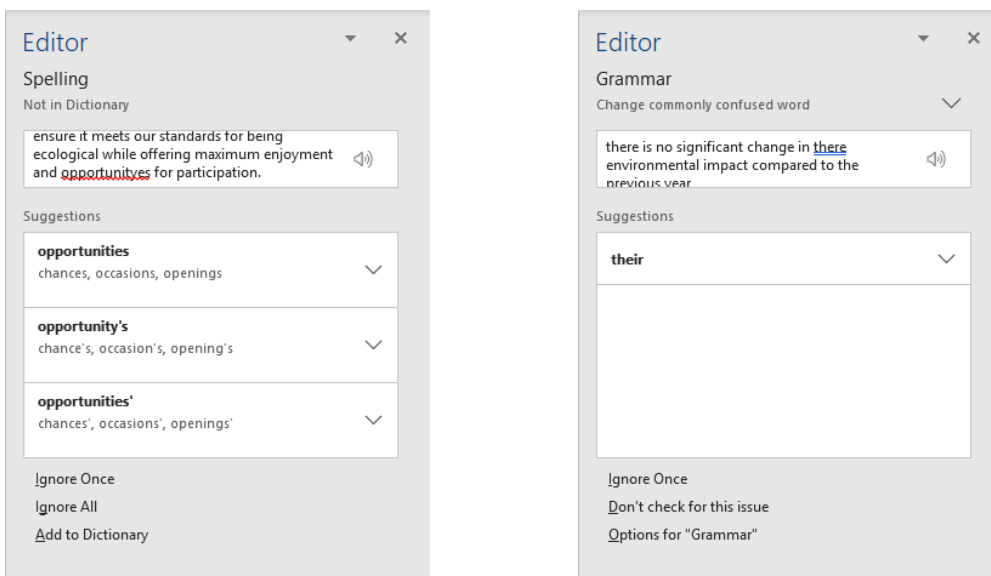 Editor
Spelling
Not in Dictionary
ensure it meets our standards for being
ecological while offering maximum enjoyment
and opportunityes for participation.
Suggestions
opportunities
chances, occasions, openings
opportunity's
chance's, occasion's, opening's
opportunities'
chances', occasions', openings'
Ignore Once
Ignore All
Add to Dictionary
Editor
Grammar
Change commonly confused word
there is no significant change in there
environmental impact compared to the
previous year
Suggestions
their
Ignore Once
Don't check for this issue
Options for "Grammar"